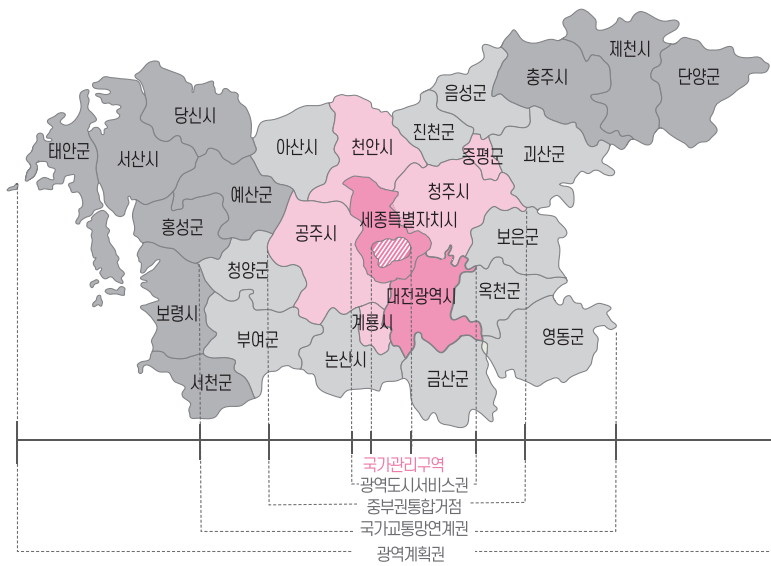 제천시
충주시
단양군
음성군
당신시
진천군
아산시
천안시
태안군
서산시
증평군
괴산군
예산군
청주시
세종특별자치시
홍성군
공주시
보은군
청양군
옥천군
대전광역시
보령시
계룡시
부여군
영동군
논산시
서천군
금산군
국가관리구역
광역도시서비스권
중부권통합거점
국가교통망연계권
광역계획권